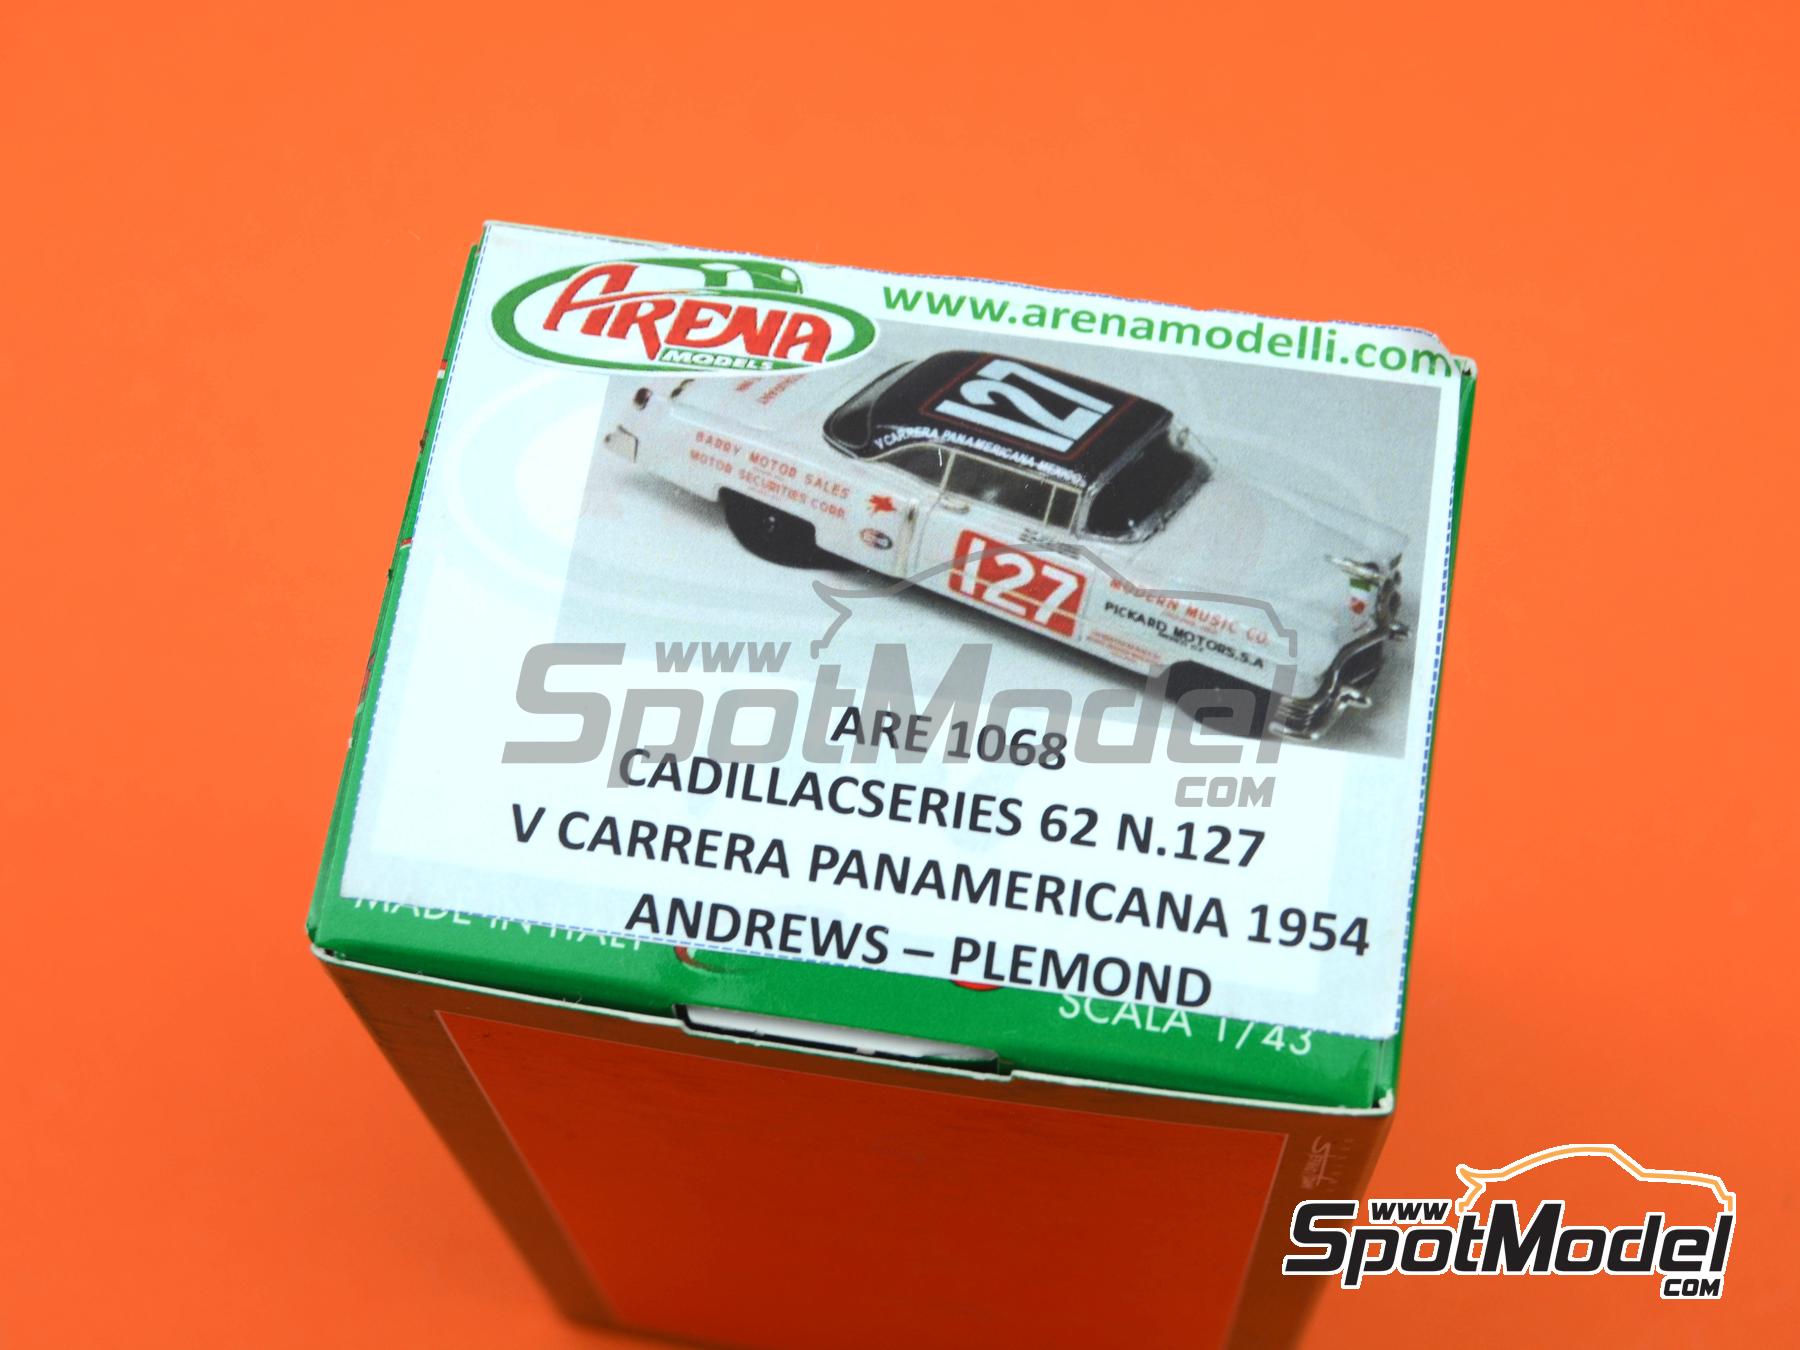 ARENA
MODELS
www.arenamodelli.com
127
V CARRERA PANAMERICANA-MEXICO
BARRY MOTOR SALES
MOTOR SECURITIES CORP.
127
MODERN MUSIC CO.
PICKARD MOTORS, S.A
www
SpotModel
.COM
ARE 1068
CADILLACSERIES 62 N.127
V CARRERA PANAMERICANA 1954
ANDREWS – PLEMOND
MADE IN ITALY
SCALA 1/43
www
SpotModel
.COM